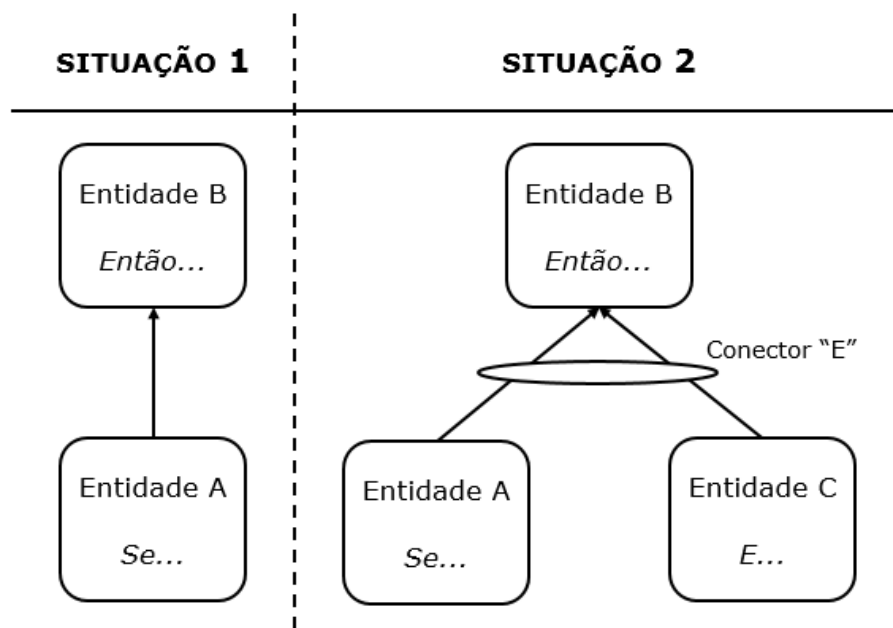 SITUAÇÃO 1
Entidade B
Então...
Entidade A
Se...
SITUAÇÃO 2
Entidade B
Então...
Conector “E”
Entidade A
Se...
Entidade C
E...